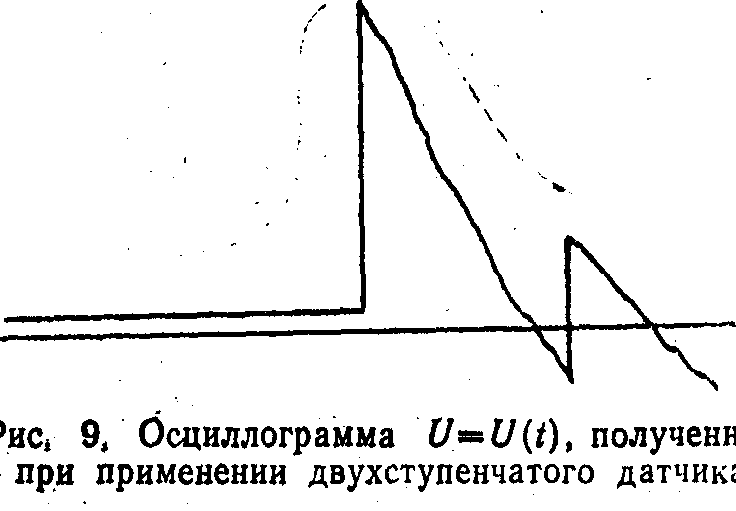 Рис. 9. Осциллограмма U=U(t), полученн
при применении двухступенчатого датчика